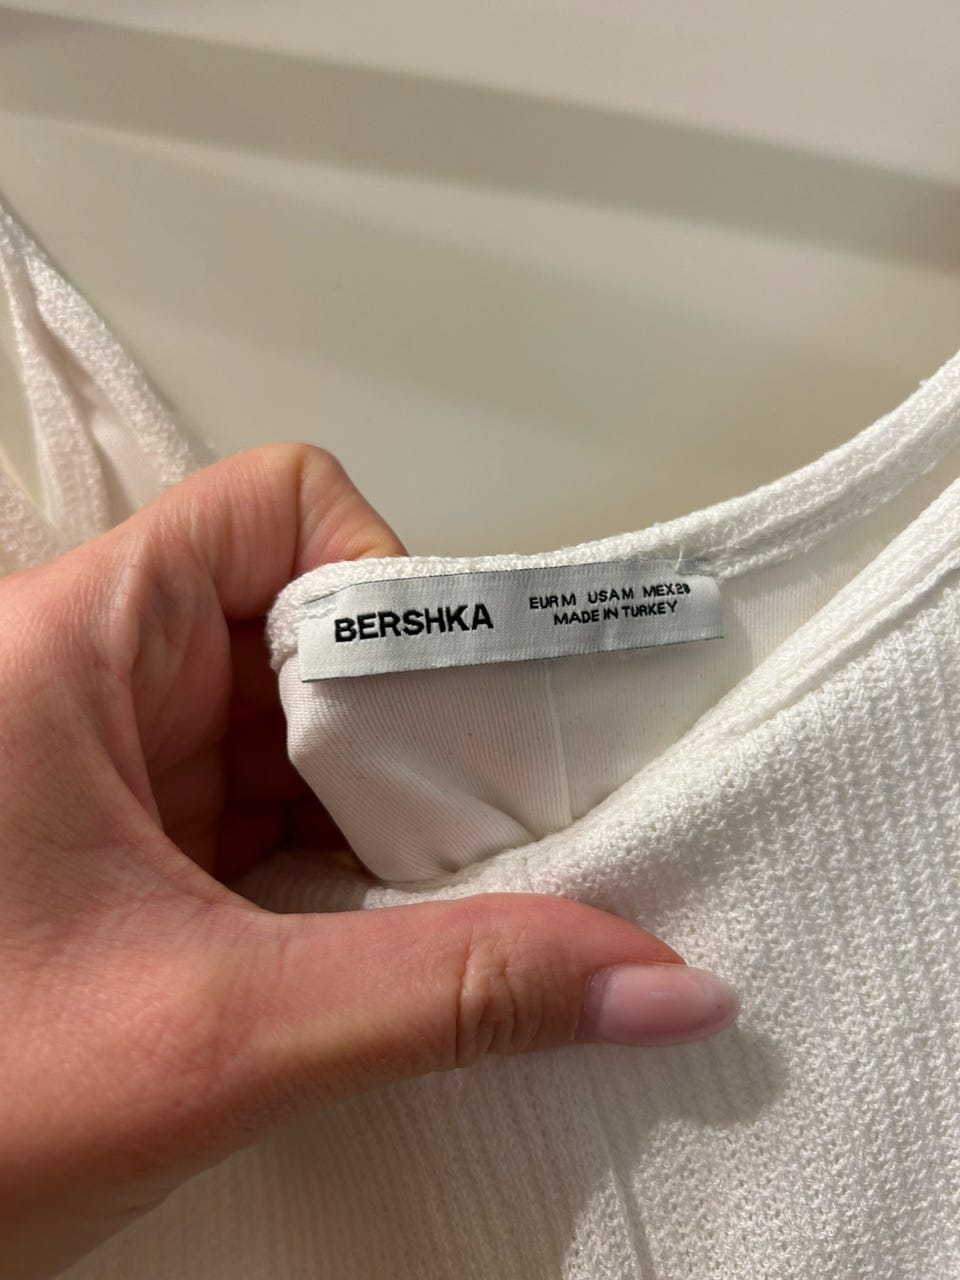 BERSHKA
EUR M USA M MEX 28
MADE IN TURKEY